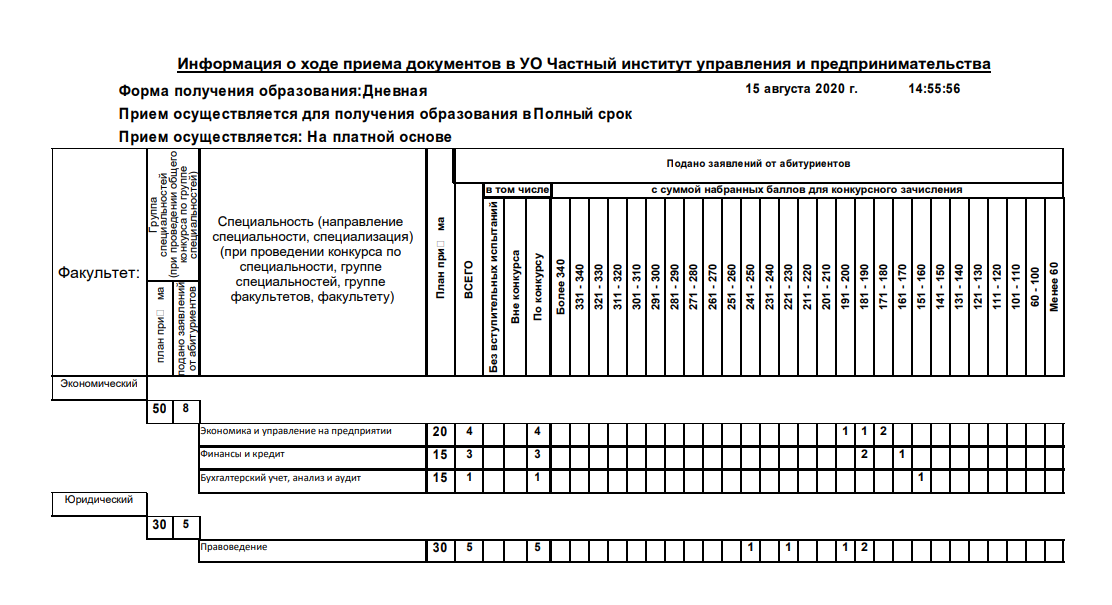 Информация о ходе приема документов в УО Частный институт управления и предпринимательства
Форма получения образования:Дневная
15 августа 2020 г.
14:55:56
Прием осуществляется для получения образования в Полный срок
Прием осуществляется: На платной основе
Факультет:
Группа
специальностей
(при проведении общего
конкурса по группе
специальностей)
план при□ ма
подано заявлений
от абитуриентов
Специальность (направление
специальности, специализация)
(при проведении конкурса по
специальности, группе
специальностей, группе
факультетов, факультету)
План при□ ма
Подано заявлений от абитуриентов
ВСЕГО
в том числе
Без вступительных испытаний
Вне конкурса
По конкурсу
с суммой набранных баллов для конкурсного зачисления
Более 340
331 - 340
321 - 330
311 - 320
301 - 310
291 - 300
281 - 290
271 - 280
261 - 270
251 - 260
241 - 250
231 - 240
221 - 230
211 - 220
201 - 210
191 - 200
181 - 190
171 - 180
161 - 170
151 - 160
141 - 150
131 - 140
121 - 130
111 - 120
101 - 110
60 - 100
Менее 60
Экономический
50 8
Экономика и управление на предприятии 20 4 4 1 1 2
Финансы и кредит 15 3 3 2 1
Бухгалтерский учет, анализ и аудит 15 1 1 1
Юридический
30 5
Правоведение 30 5 5 1 1 1 2